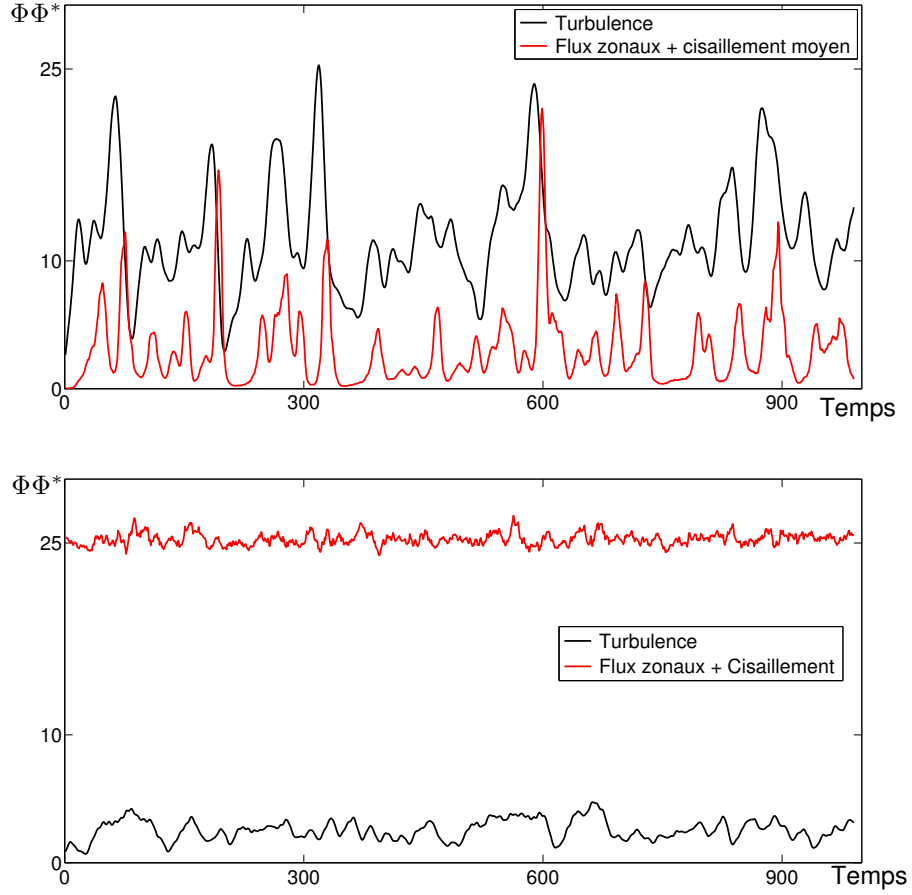 ΦΦ*
Turbulence
Flux zonaux + cisaillement moyen
25
10
0
0 300 600 900
Temps
ΦΦ*
25
Turbulence
Flux zonaux + Cisaillement
10
0
0 300 600 900
Temps